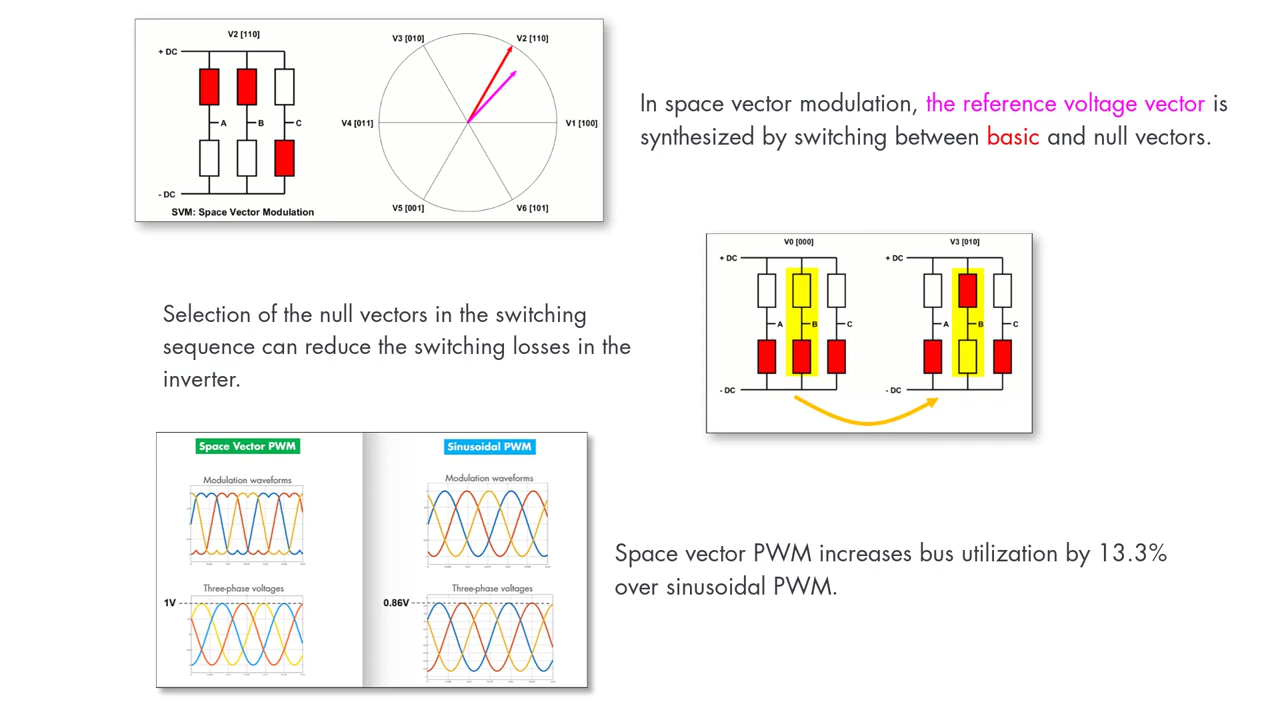 V2 [110]
+ DC
A
B
C
- DC
SVM: Space Vector Modulation
V3 [010]
V2 [110]
V4 [011]
V1 [100]
V5 [001]
V6 [101]
In space vector modulation, the reference voltage vector is
synthesized by switching between basic and null vectors.
V0 [000]
+ DC
A
B
C
- DC
V3 [010]
+ DC
A
B
C
- DC
Selection of the null vectors in the switching
sequence can reduce the switching losses in the
inverter.
Space Vector PWM
Modulation waveforms
Three-phase voltages
1V
Sinusoidal PWM
Modulation waveforms
Three-phase voltages
0.86V
Space vector PWM increases bus utilization by 13.3%
over sinusoidal PWM.